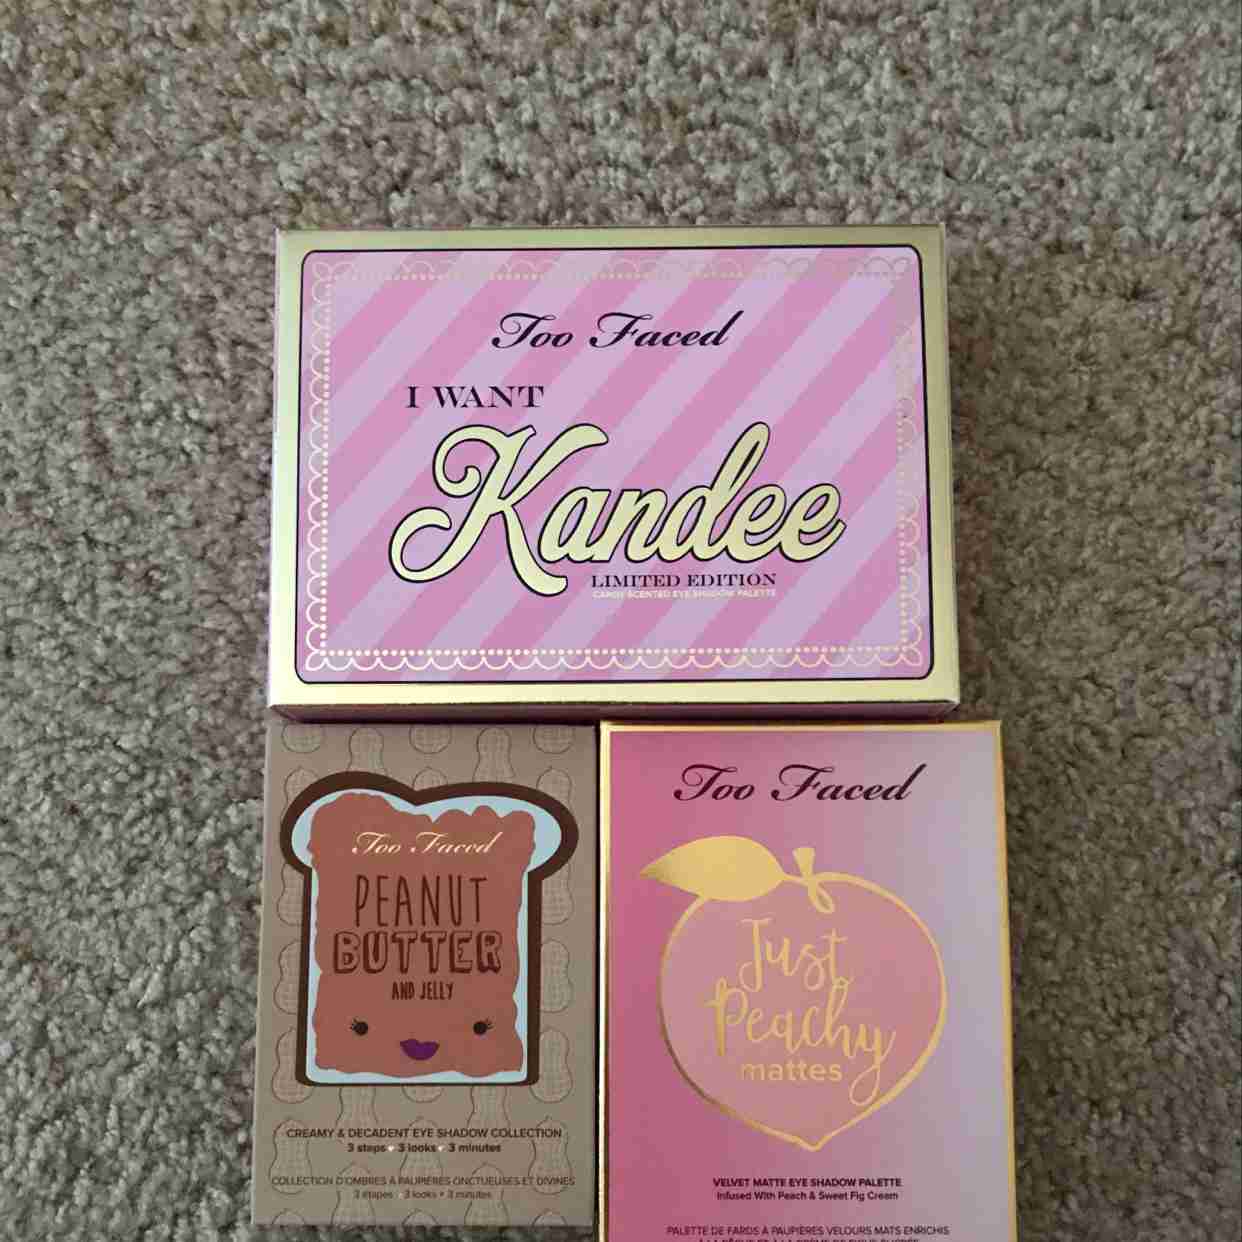 Too Faced
I WANT
Kandee
LIMITED EDITION
CANDY SCENTED EYE SHADOW PALETTE
Too Faced
PEANUT
BUTTER
AND JELLY
CREAMY & DECADENT EYE SHADOW COLLECTION
3 steps • 3 looks • 3 minutes
COLLECTION D'OMBRES À PAUPIÈRES ONCTUEUSES ET DIVINES
3 étapes • 3 looks • 3 minutes
Too Faced
Just
Peachy
mattes
VELVET MATTE EYE SHADOW PALETTE
Infused With Peach & Sweet Fig Cream
PALETTE DE FARDS À PAUPIÈRES VELOURS MATS ENRICHIS